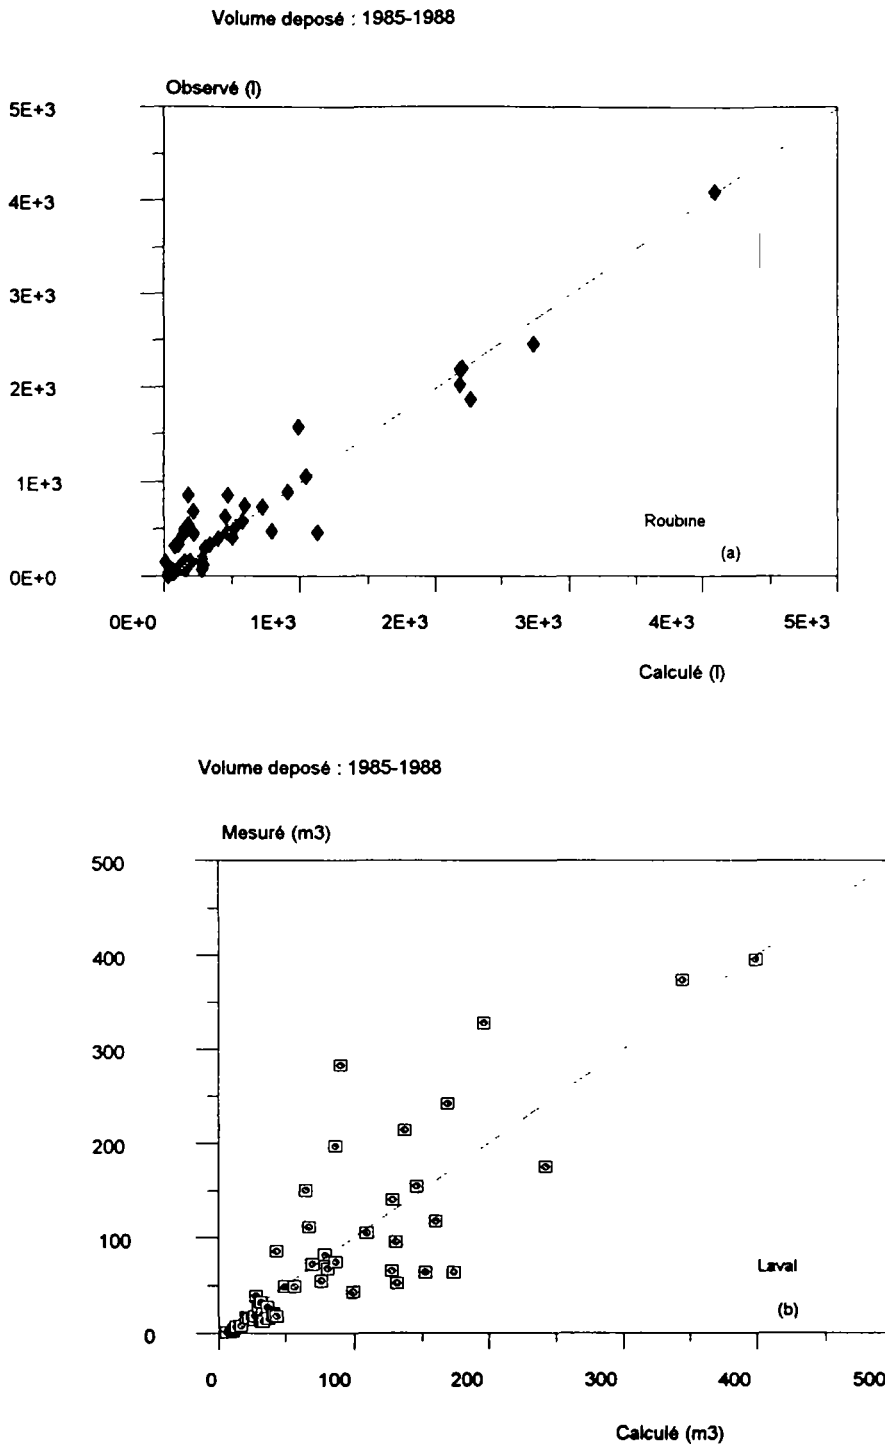 Volume deposé : 1985-1988
Observé (l)
5E+3
4E+3
3E+3
2E+3
1E+3
0E+0
Roubine
(a)
0E+0 1E+3 2E+3 3E+3 4E+3 5E+3
Calculé (l)
Volume deposé : 1985-1988
Mesuré (m3)
500
400
300
200
100
0
Laval
(b)
0 100 200 300 400 500
Calculé (m3)